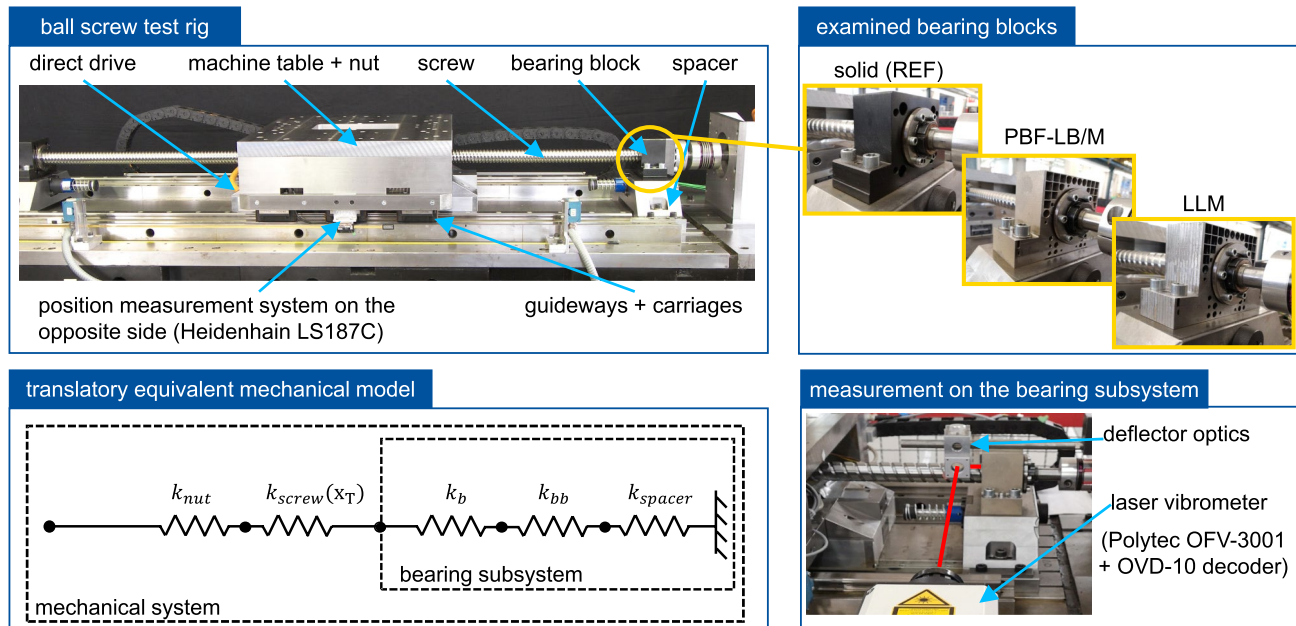 ball screw test rig
direct drive
machine table + nut
screw
bearing block
spacer
position measurement system on the
opposite side (Heidenhain LS187C)
guideways + carriages
examined bearing blocks
solid (REF)
PBF-LB/M
LLM
translatory equivalent mechanical model
k_nut
k_screw(x_T)
k_b
k_bb
k_spacer
bearing subsystem
mechanical system
measurement on the bearing subsystem
deflector optics
laser vibrometer
(Polytec OFV-3001
+ OVD-10 decoder)